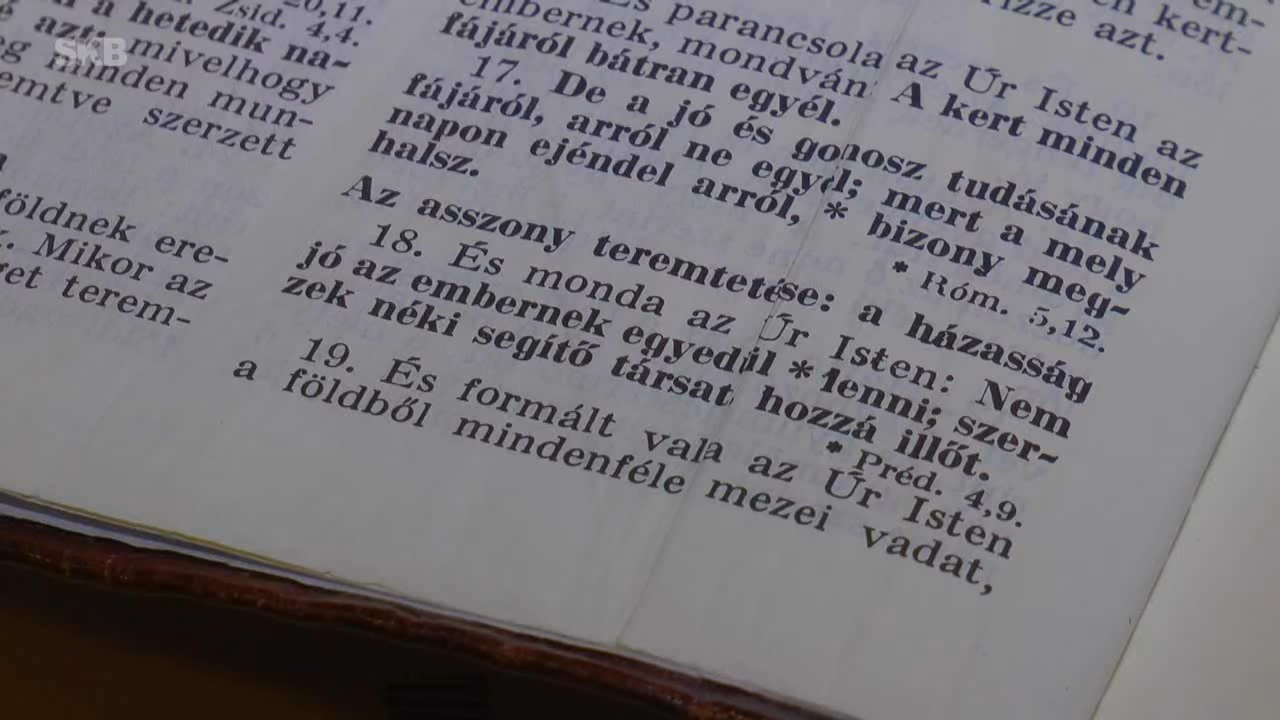 SKB
20,11.
Zsid. 4,4.
a hetedik na-
azt; mivelhogy
minden mun-
szerzett
földnek ere-
Mikor az
terem-
kert-
azt.
És parancsola az Úr Isten az
embernek, mondván: A kert minden
fájáról bátran egyél.
17. De a jó és gonosz tudásának
fájáról, arról ne egyél; mert a mely
napon ejéndel arról, * bizony meg-
halsz.
* Róm. 5,12.
Az asszony teremtetése: a házasság
18. És monda az Úr Isten: Nem
jó az embernek egyedül * lenni; szer-
zek néki segítő társat hozzá illőt.
* Préd. 4,9.
19. És formált vala az Úr Isten
a földből mindenféle mezei vadat,